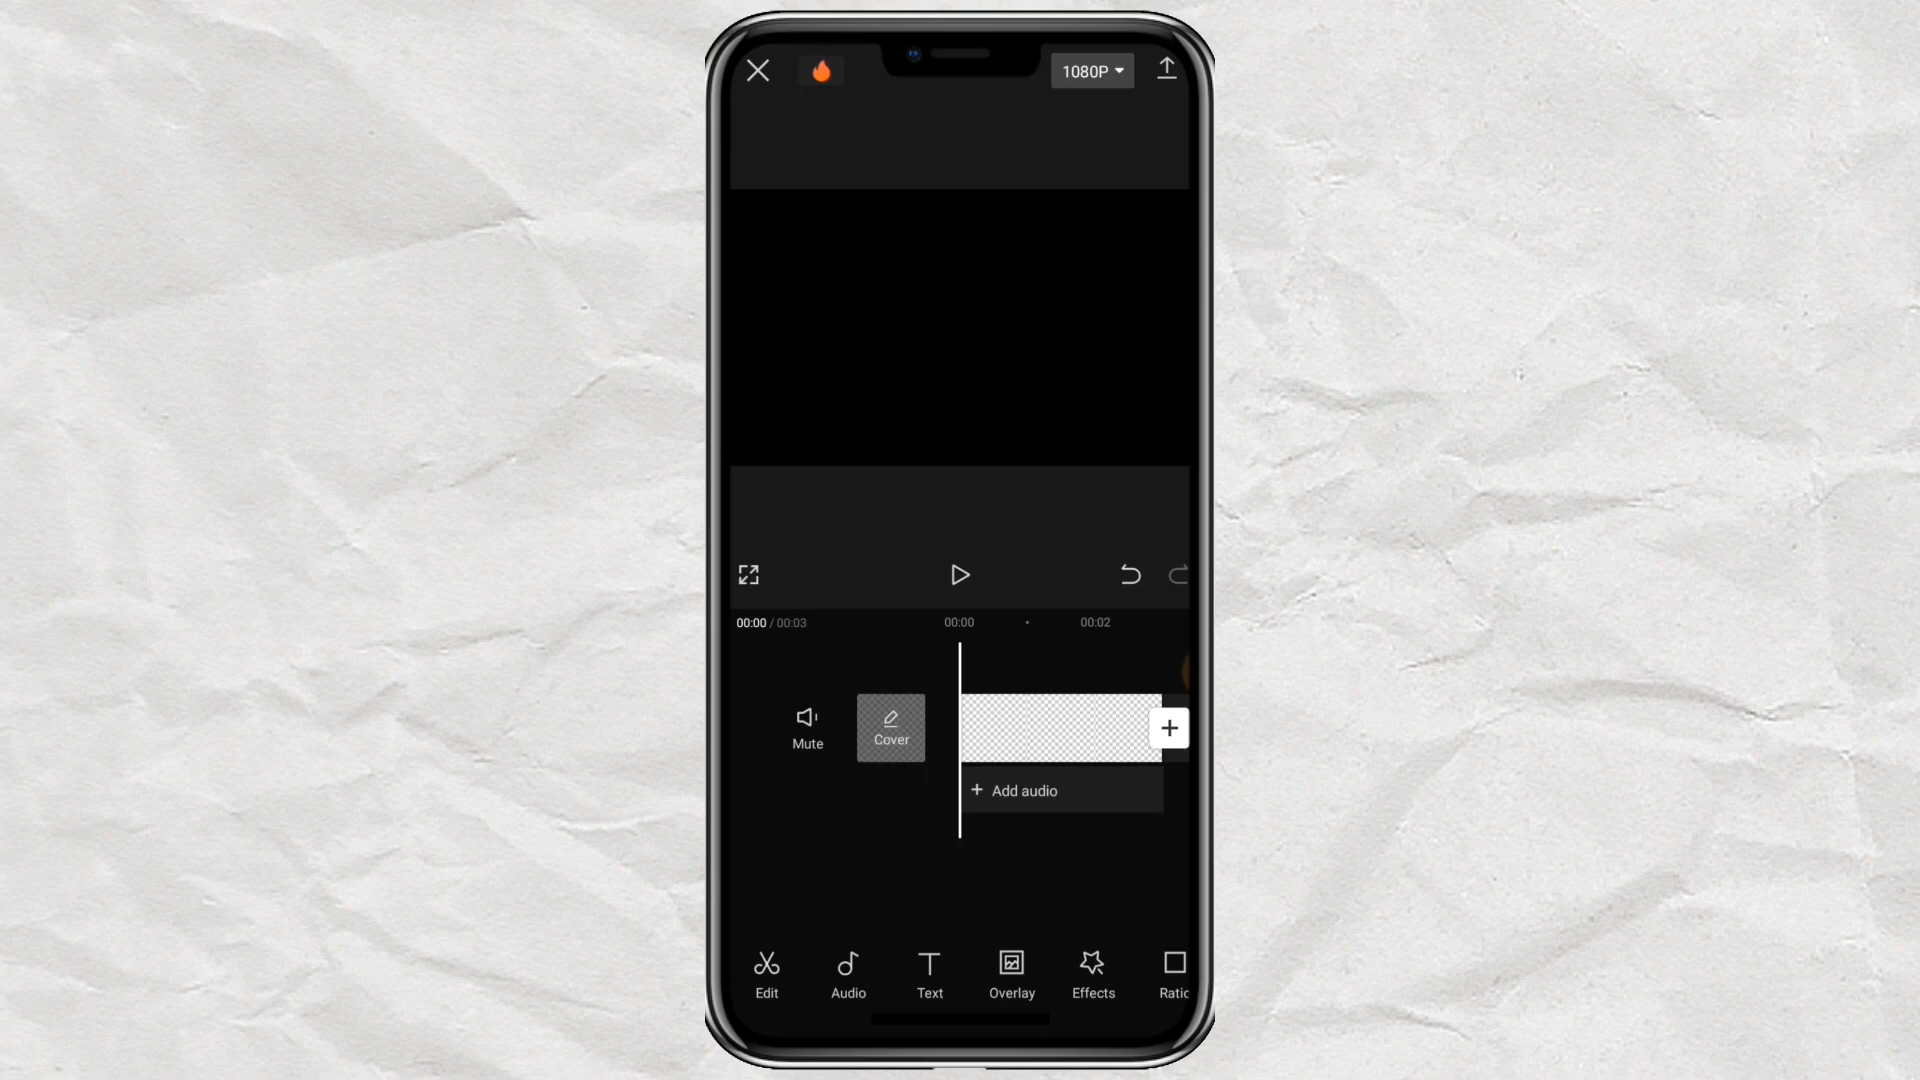 1080P
00:00 / 00:03
00:00
00:02
Mute
Cover
+ Add audio
Edit
Audio
Text
Overlay
Effects
Ratio